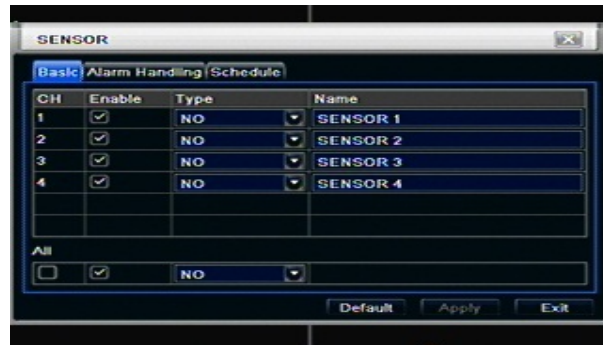 SENSOR
Basic Alarm Handling Schedule
CH Enable Type Name
1 NO SENSOR 1
2 NO SENSOR 2
3 NO SENSOR 3
4 NO SENSOR 4
All
NO
Default Apply Exit